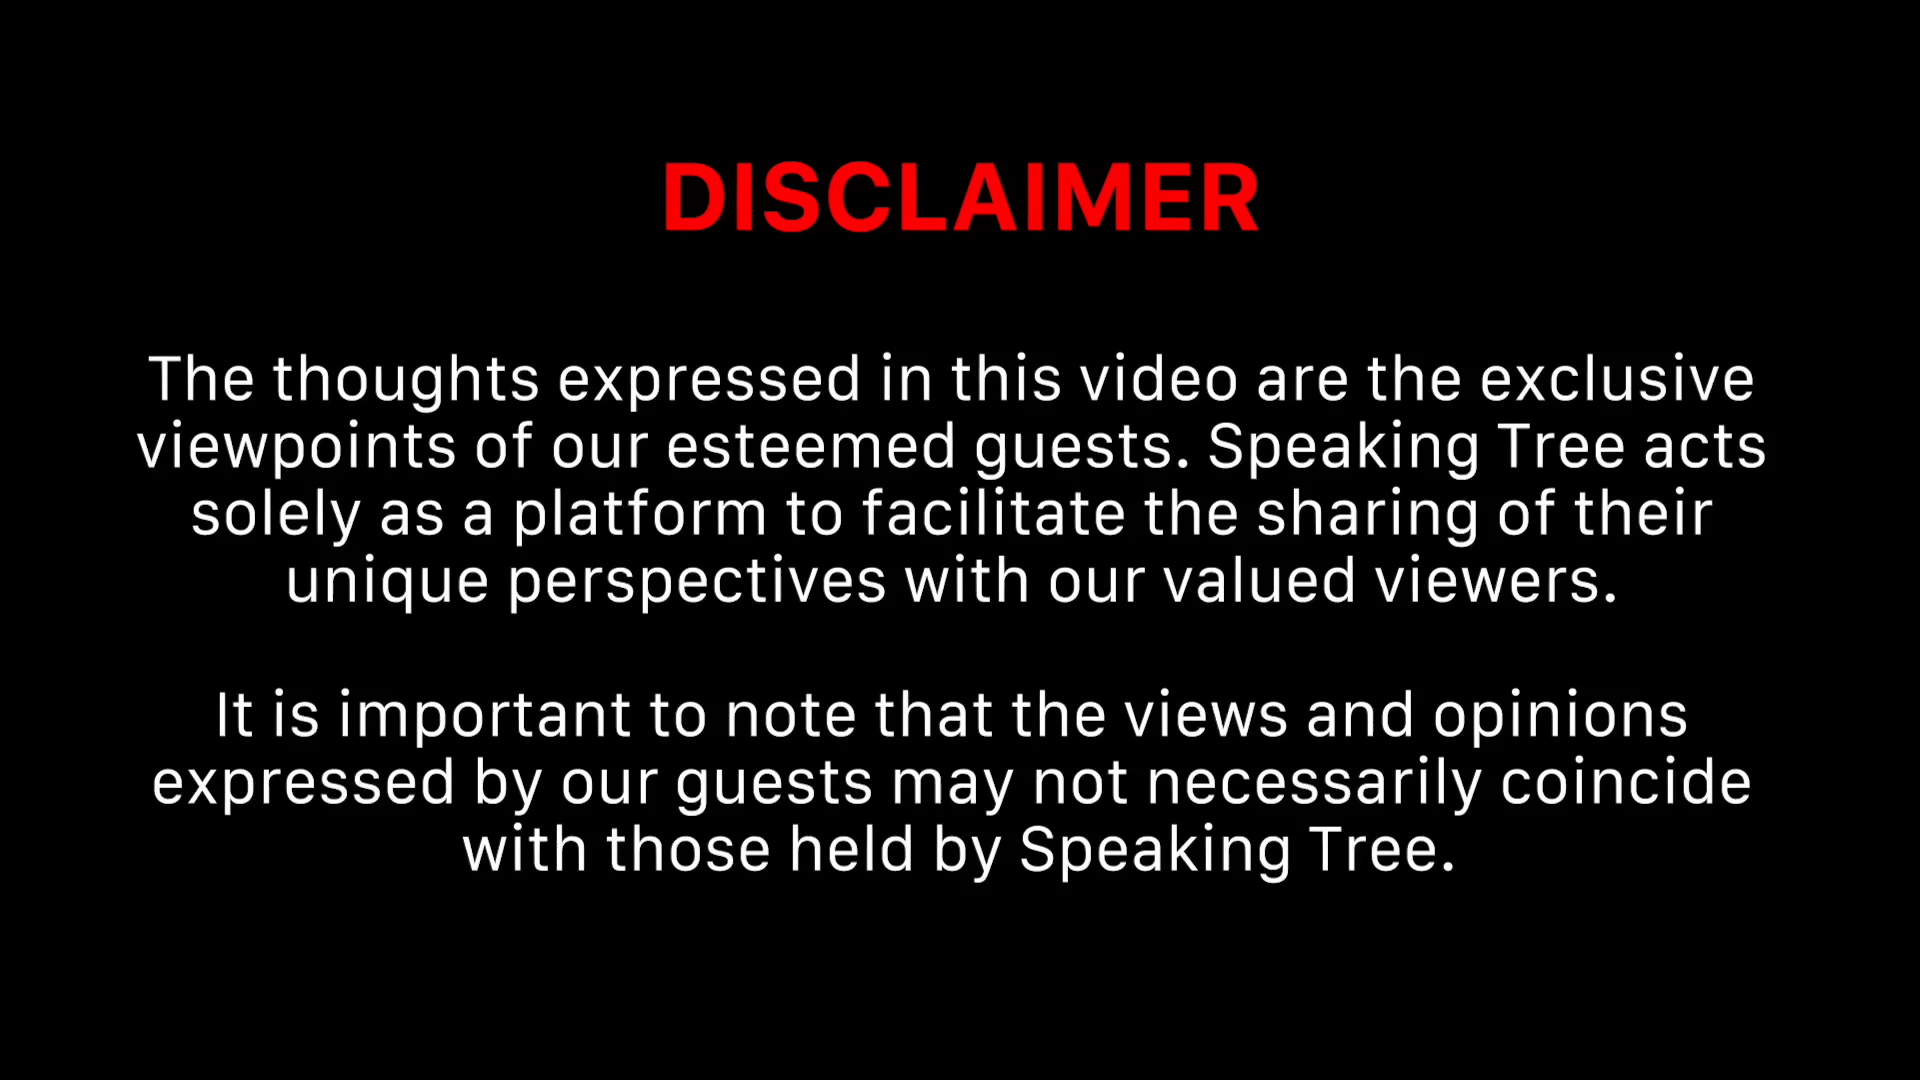 DISCLAIMER
The thoughts expressed in this video are the exclusive
viewpoints of our esteemed guests. Speaking Tree acts
solely as a platform to facilitate the sharing of their
unique perspectives with our valued viewers.
It is important to note that the views and opinions
expressed by our guests may not necessarily coincide
with those held by Speaking Tree.